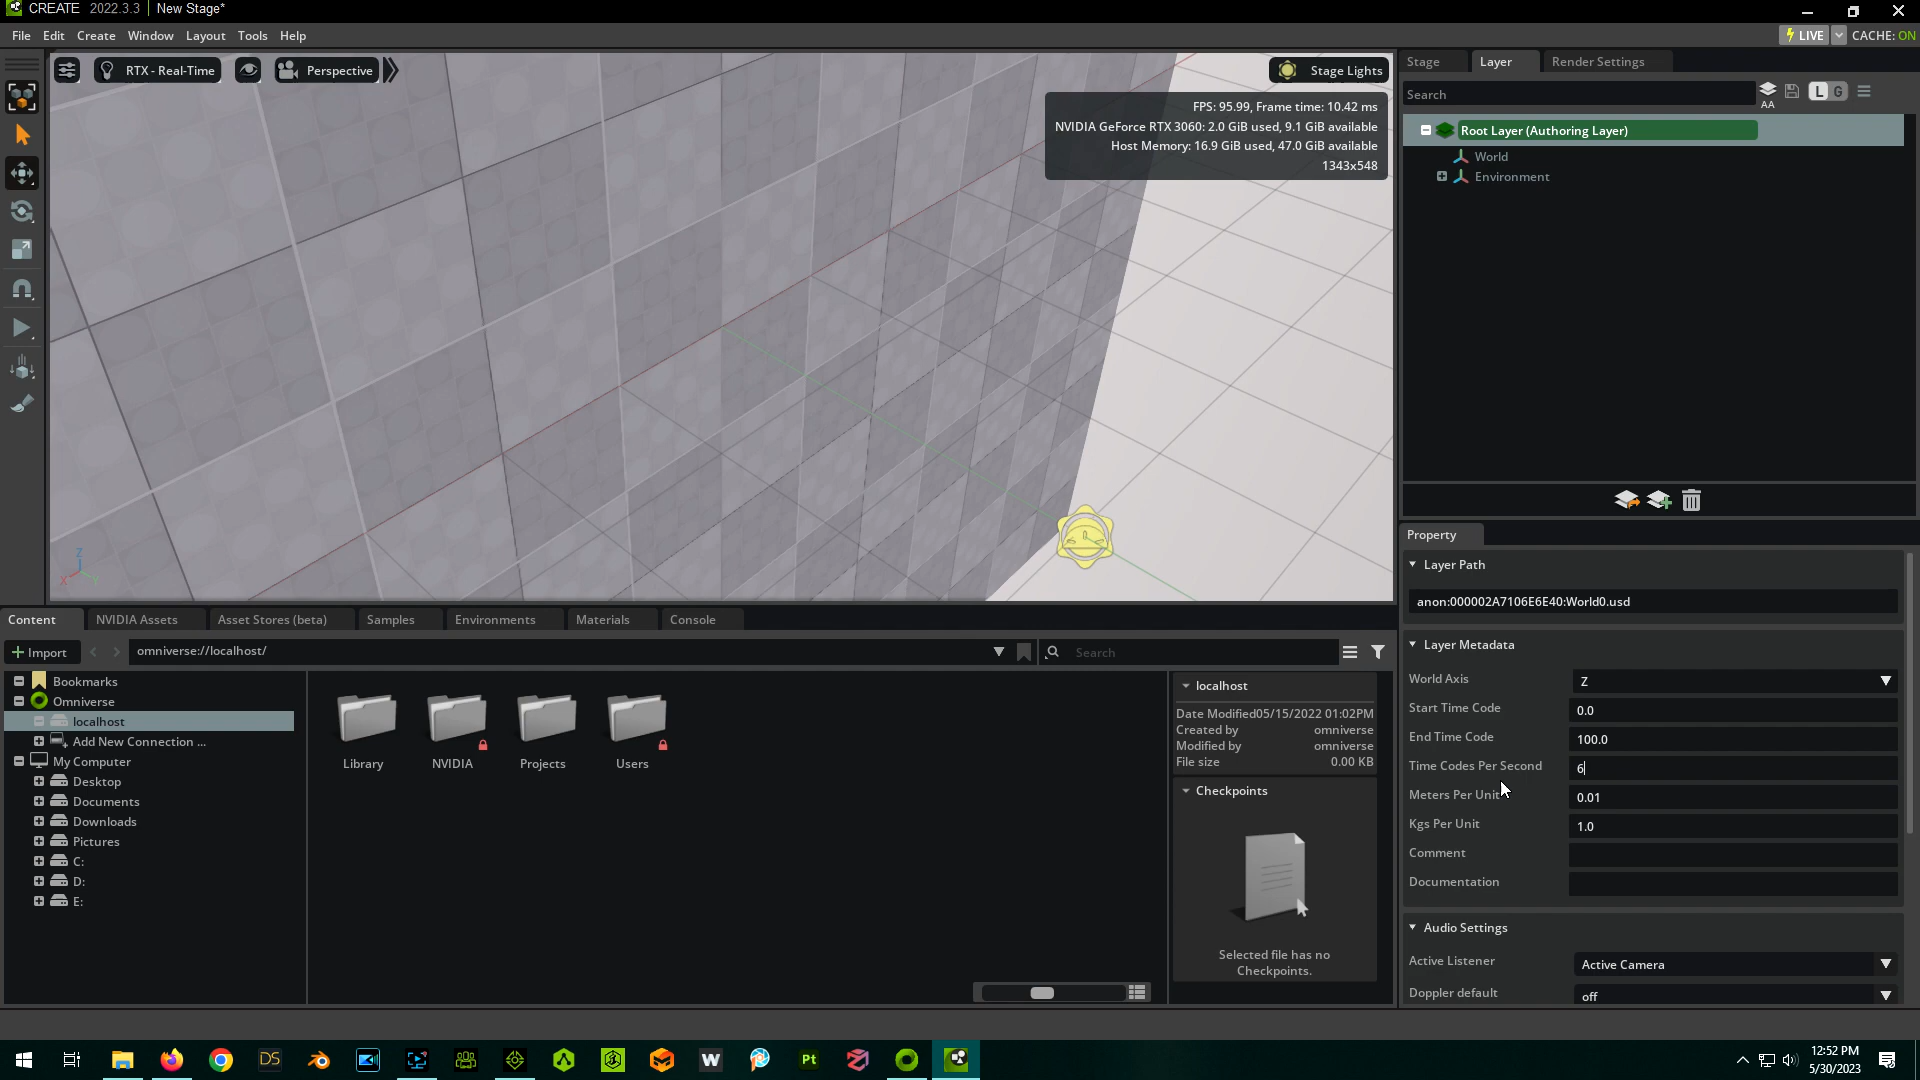 CREATE 2022.3.3 New Stage*
File Edit Create Window Layout Tools Help
LIVE CACHE: ON
RTX - Real-Time
Perspective
Stage Lights
FPS: 95.99, Frame time: 10.42 ms
NVIDIA GeForce RTX 3060: 2.0 GiB used, 9.1 GiB available
Host Memory: 16.9 GiB used, 47.0 GiB available
1343x548
Z
X
Y
Stage Layer Render Settings
Search
AA
L G
Root Layer (Authoring Layer)
World
Environment
Property
Layer Path
anon:000002A7106E6E40:World0.usd
Layer Metadata
World Axis Z
Start Time Code 0.0
End Time Code 100.0
Time Codes Per Second 6
Meters Per Unit 0.01
Kgs Per Unit 1.0
Comment
Documentation
Audio Settings
Active Listener Active Camera
Doppler default off
Content NVIDIA Assets Asset Stores (beta) Samples Environments Materials Console
+ Import omniverse://localhost/ Search
Bookmarks
Omniverse
localhost
Add New Connection ...
My Computer
Desktop
Documents
Downloads
Pictures
C:
D:
E:
Library NVIDIA Projects Users
localhost
Date Modified05/15/2022 01:02PM
Created by omniverse
Modified by omniverse
File size 0.00 KB
Checkpoints
Selected file has no
Checkpoints.
DS
W
Pt
12:52 PM
5/30/2023